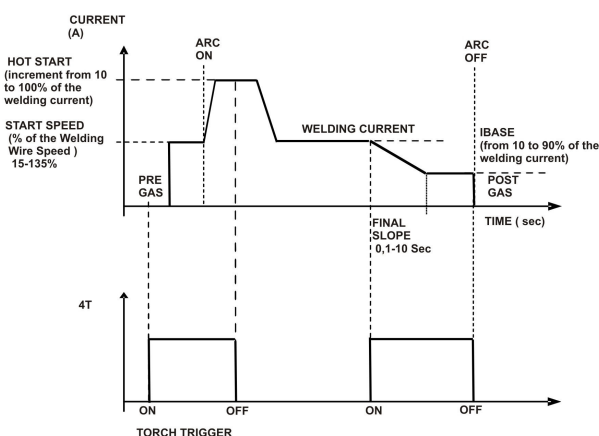 CURRENT
(A)
HOT START
(increment from 10
to 100% of the
welding current)
START SPEED
(% of the Welding
Wire Speed )
15-135%
ARC
ON
ARC
OFF
WELDING CURRENT
IBASE
(from 10 to 90% of the
welding current)
PRE
GAS
POST
GAS
TIME ( sec)
FINAL
SLOPE
0,1-10 Sec
4T
ON
OFF
ON
OFF
TORCH TRIGGER